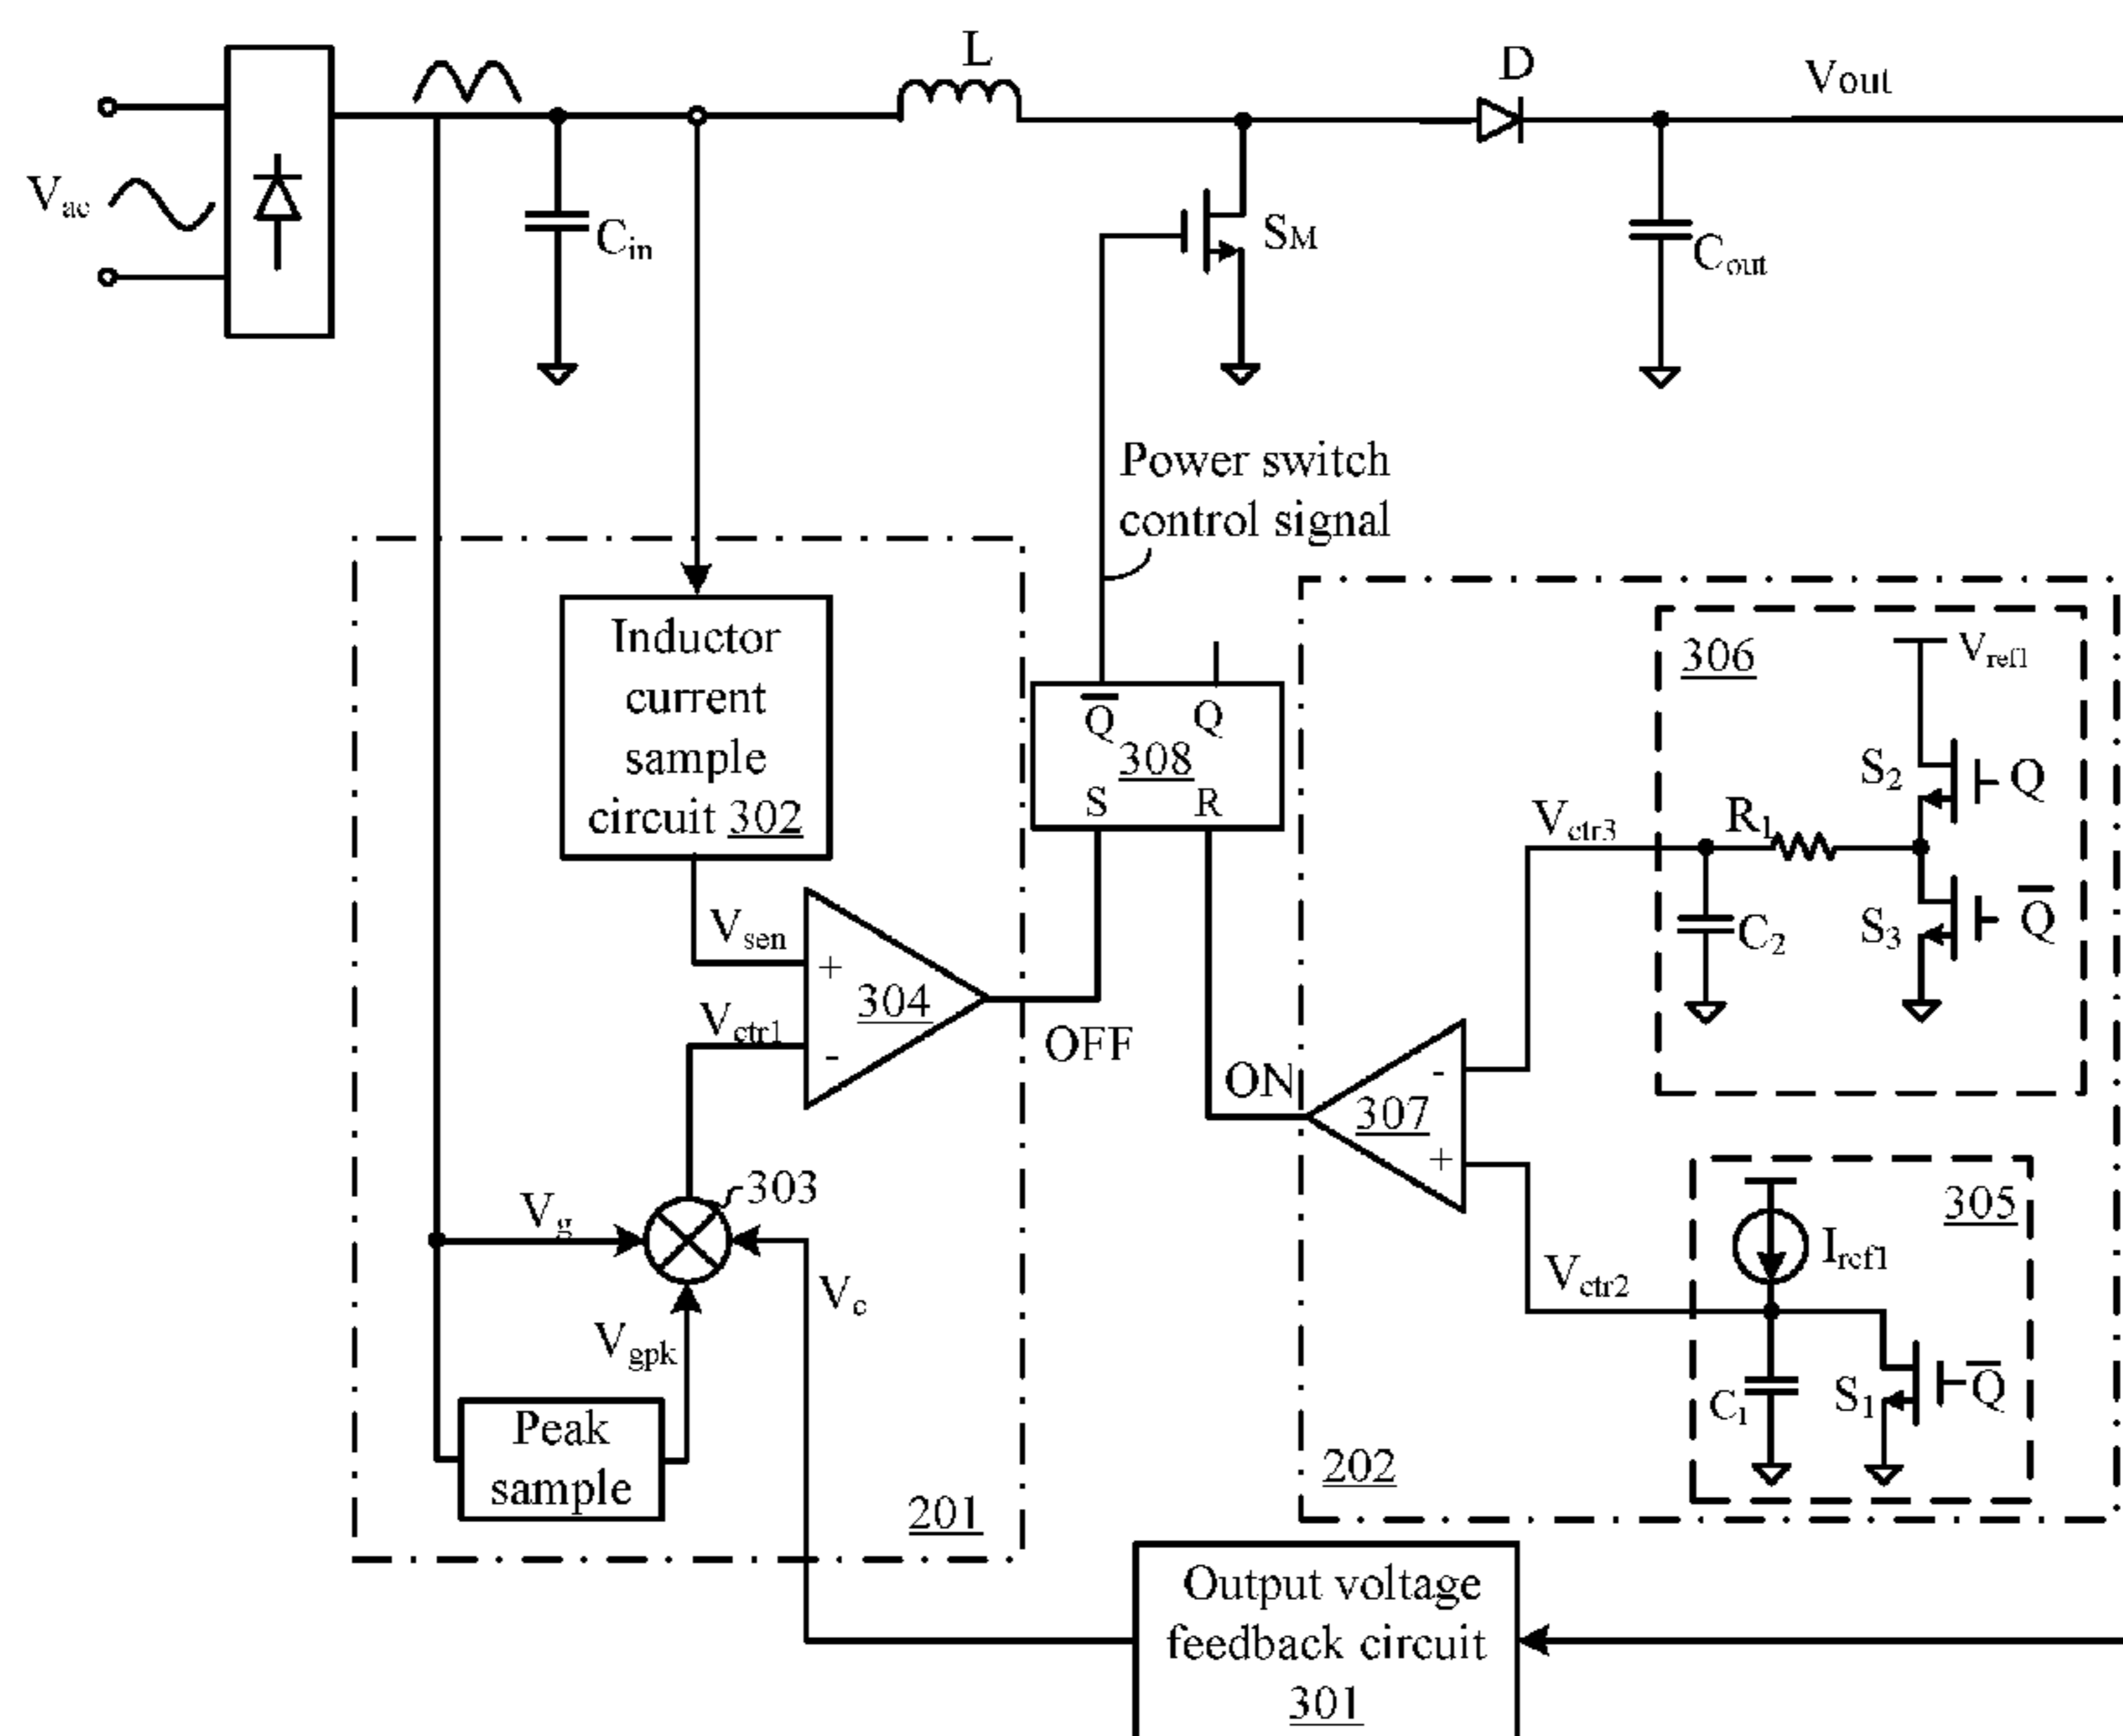 L
D
Vout
Vac
Cin
SM
Cout
Power switch
control signal
Inductor
current
sample
circuit 302
Q Q
308
S R
306
Vref1
S2
Q
Vctr3
R1
C2
S3
Q
Vsen
+
304
Vctr1
-
OFF
ON
-
307
+
305
Iref1
Vctr2
C1
S1
Q
202
303
Vg
Vc
Vgpk
Peak
sample
201
Output voltage
feedback circuit
301